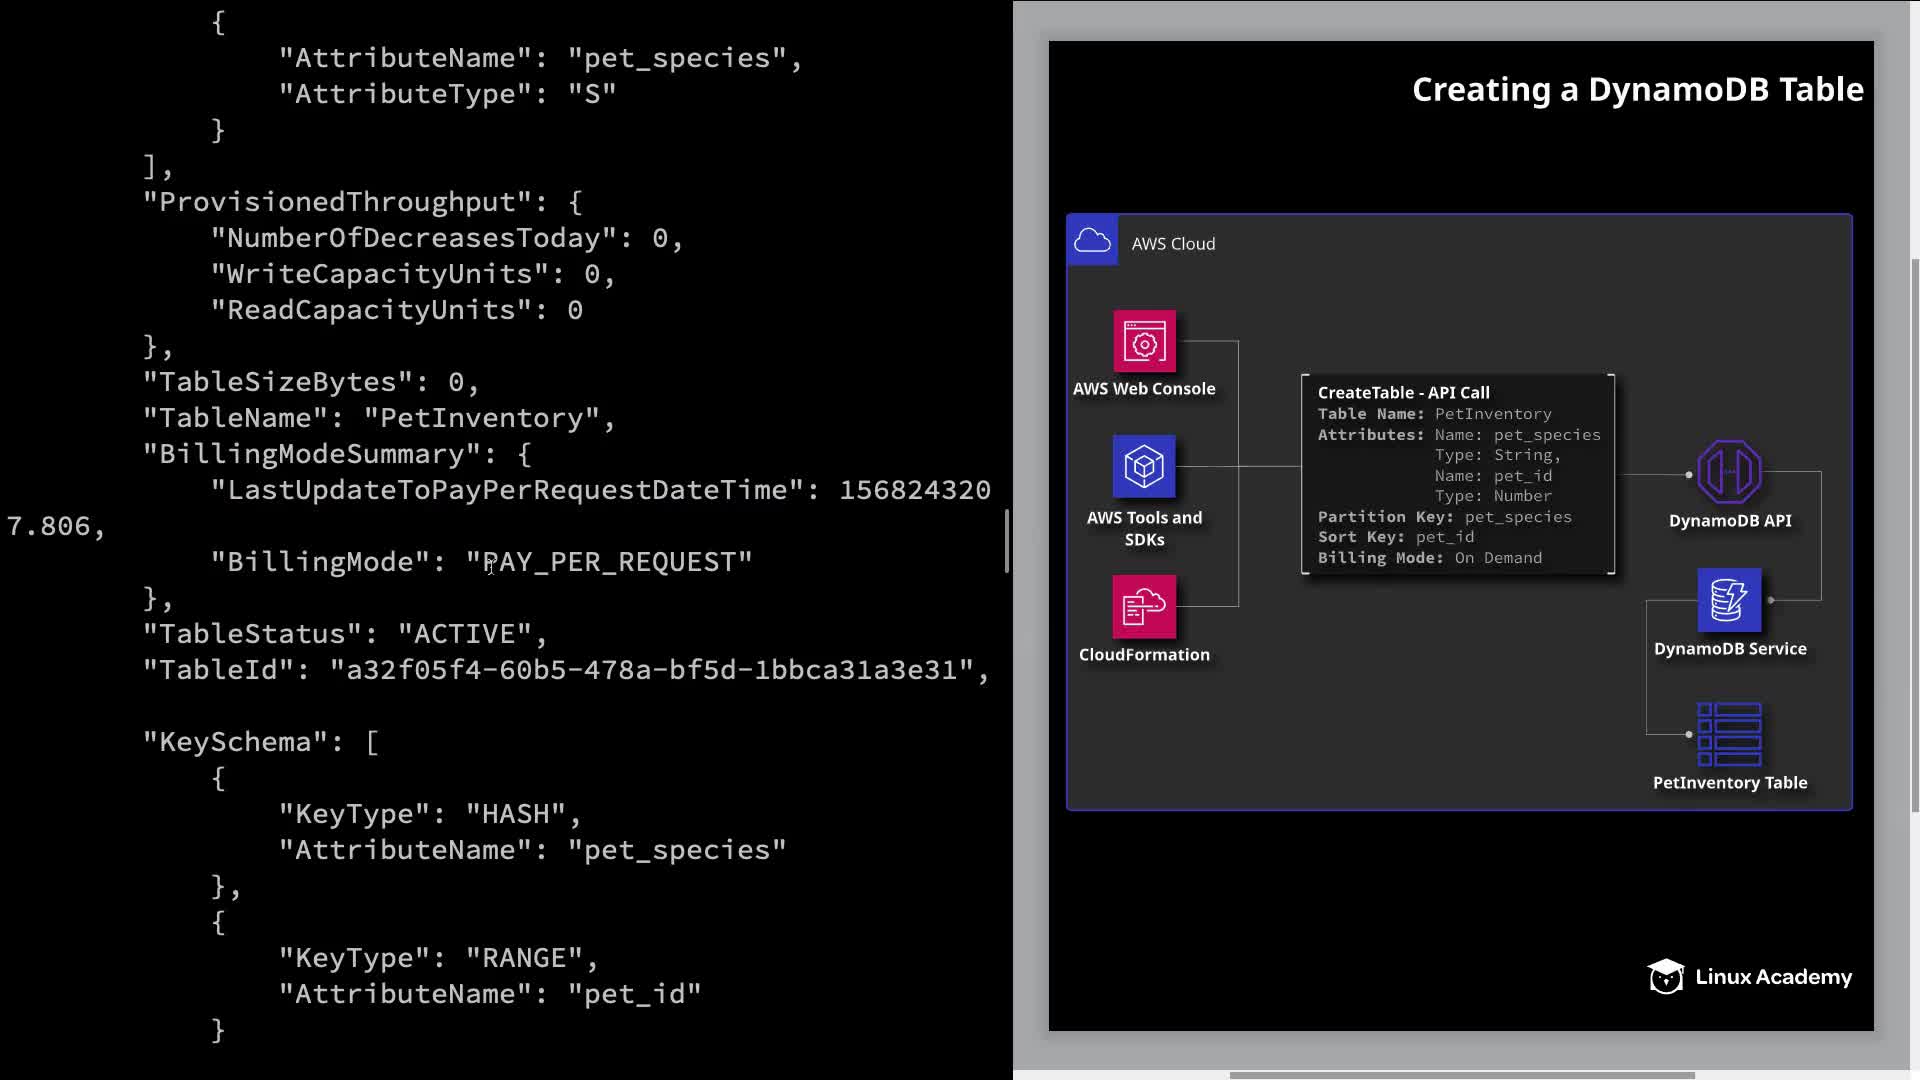 {
"AttributeName": "pet_species",
"AttributeType": "S"
}
],
"ProvisionedThroughput": {
"NumberOfDecreasesToday": 0,
"WriteCapacityUnits": 0,
"ReadCapacityUnits": 0
},
"TableSizeBytes": 0,
"TableName": "PetInventory",
"BillingModeSummary": {
"LastUpdateToPayPerRequestDateTime": 156824320
7.806,
"BillingMode": "PAY_PER_REQUEST"
},
"TableStatus": "ACTIVE",
"TableId": "a32f05f4-60b5-478a-bf5d-1bbca31a3e31",
"KeySchema": [
{
"KeyType": "HASH",
"AttributeName": "pet_species"
},
{
"KeyType": "RANGE",
"AttributeName": "pet_id"
}
Creating a DynamoDB Table
AWS Cloud
AWS Web Console
AWS Tools and
SDKs
CloudFormation
CreateTable - API Call
Table Name: PetInventory
Attributes: Name: pet_species
Type: String,
Name: pet_id
Type: Number
Partition Key: pet_species
Sort Key: pet_id
Billing Mode: On Demand
DynamoDB API
DynamoDB Service
PetInventory Table
Linux Academy